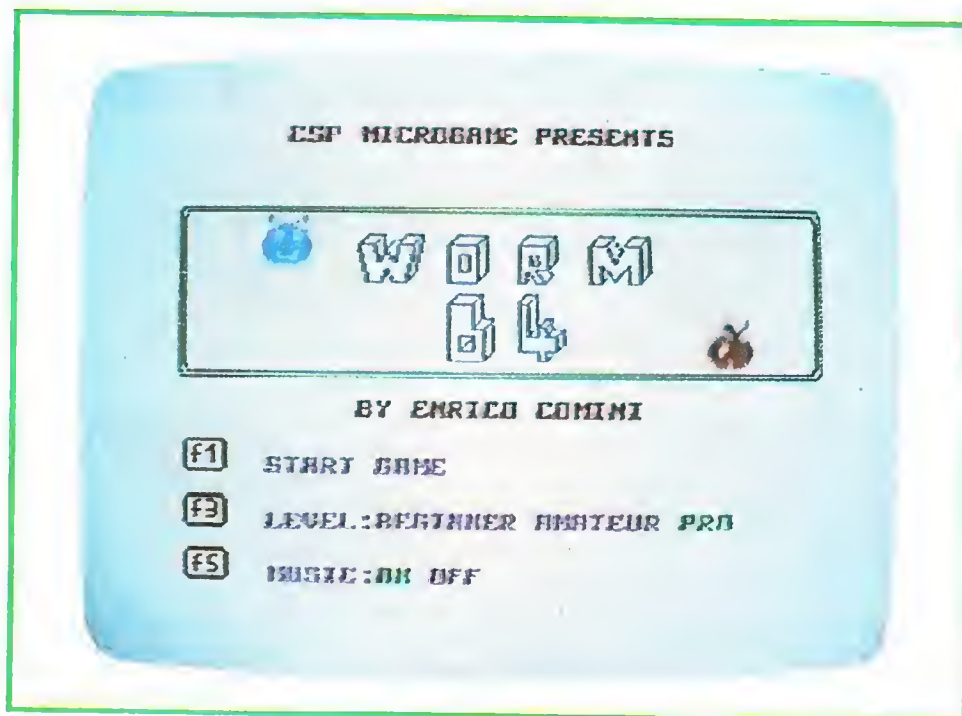 CSP MICROGAME PRESENTS
WORM
64
BY ENRICO COMINI
f1 START GAME
f3 LEVEL:BEGINNER AMATEUR PRO
f5 MUSIC:ON OFF